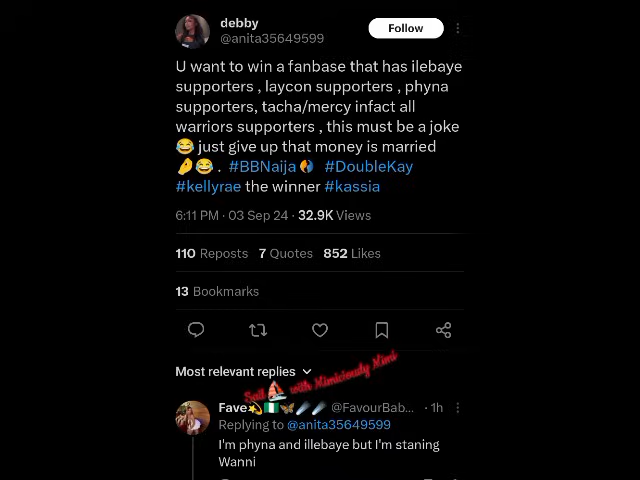 debby
@anita35649599
Follow
U want to win a fanbase that has ilebaye
supporters , laycon supporters , phyna
supporters, tacha/mercy infact all
warriors supporters , this must be a joke
😂 just give up that money is married
🤌😂 . #BBNaija #DoubleKay
#kellyrae the winner #kassia
6:11 PM · 03 Sep 24 · 32.9K Views
110 Reposts 7 Quotes 852 Likes
13 Bookmarks
Most relevant replies
Sail ⛵ with Mimiciously Mimi
Fave💫🇳🇬🦋☄️☄️ @FavourBab... · 1h
Replying to @anita35649599
I'm phyna and illebaye but I'm staning
Wanni